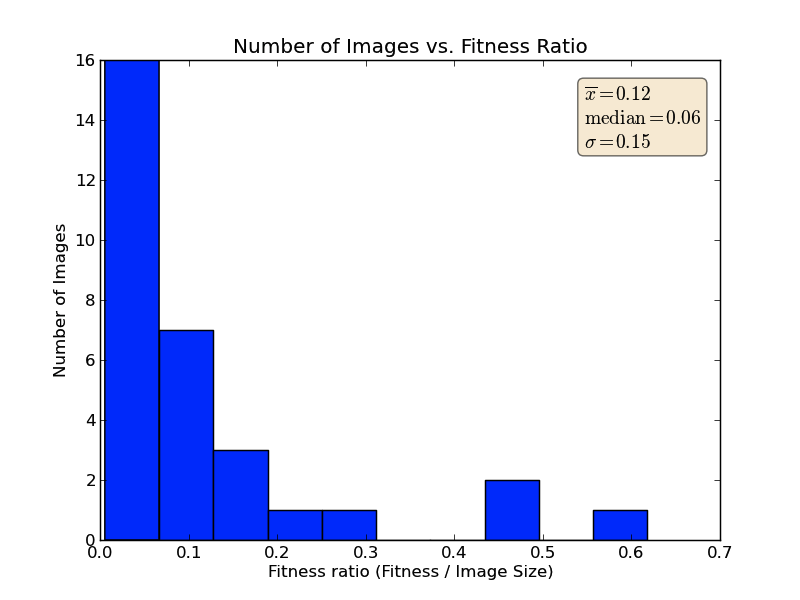 Number of Images vs. Fitness Ratio
x̅ = 0.12
median = 0.06
σ = 0.15
16
14
12
10
8
6
4
2
0
Number of Images
0.0 0.1 0.2 0.3 0.4 0.5 0.6 0.7
Fitness ratio (Fitness / Image Size)